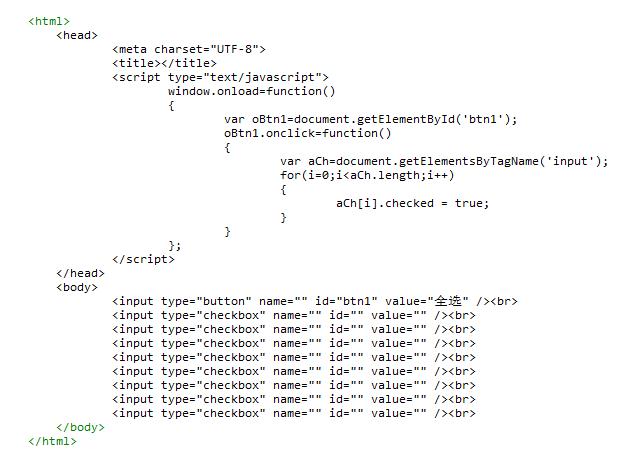 <html>
<head>
<meta charset="UTF-8">
<title></title>
<script type="text/javascript">
window.onload=function()
{
var oBtn1=document.getElementById('btn1');
oBtn1.onclick=function()
{
var aCh=document.getElementsByTagName('input');
for(i=0;i<aCh.length;i++)
{
aCh[i].checked = true;
}
}
};
</script>
</head>
<body>
<input type="button" name="" id="btn1" value="全选" /><br>
<input type="checkbox" name="" id="" value="" /><br>
<input type="checkbox" name="" id="" value="" /><br>
<input type="checkbox" name="" id="" value="" /><br>
<input type="checkbox" name="" id="" value="" /><br>
<input type="checkbox" name="" id="" value="" /><br>
<input type="checkbox" name="" id="" value="" /><br>
<input type="checkbox" name="" id="" value="" /><br>
<input type="checkbox" name="" id="" value="" /><br>
</body>
</html>